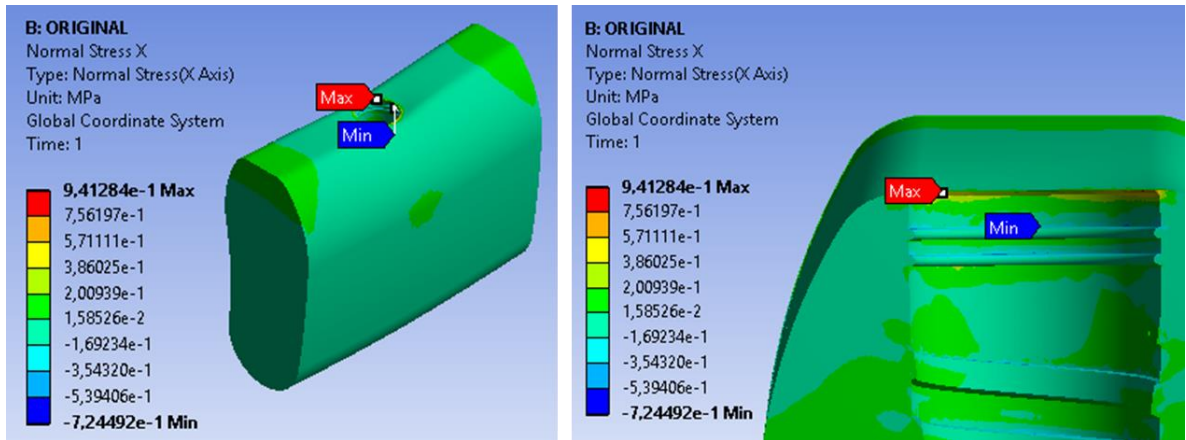 B: ORIGINAL
Normal Stress X
Type: Normal Stress(X Axis)
Unit: MPa
Global Coordinate System
Time: 1
9,41284e-1 Max
7,56197e-1
5,71111e-1
3,86025e-1
2,00939e-1
1,58526e-2
-1,69234e-1
-3,54320e-1
-5,39406e-1
-7,24492e-1 Min
Max
Min
B: ORIGINAL
Normal Stress X
Type: Normal Stress(X Axis)
Unit: MPa
Global Coordinate System
Time: 1
9,41284e-1 Max
7,56197e-1
5,71111e-1
3,86025e-1
2,00939e-1
1,58526e-2
-1,69234e-1
-3,54320e-1
-5,39406e-1
-7,24492e-1 Min
Max
Min